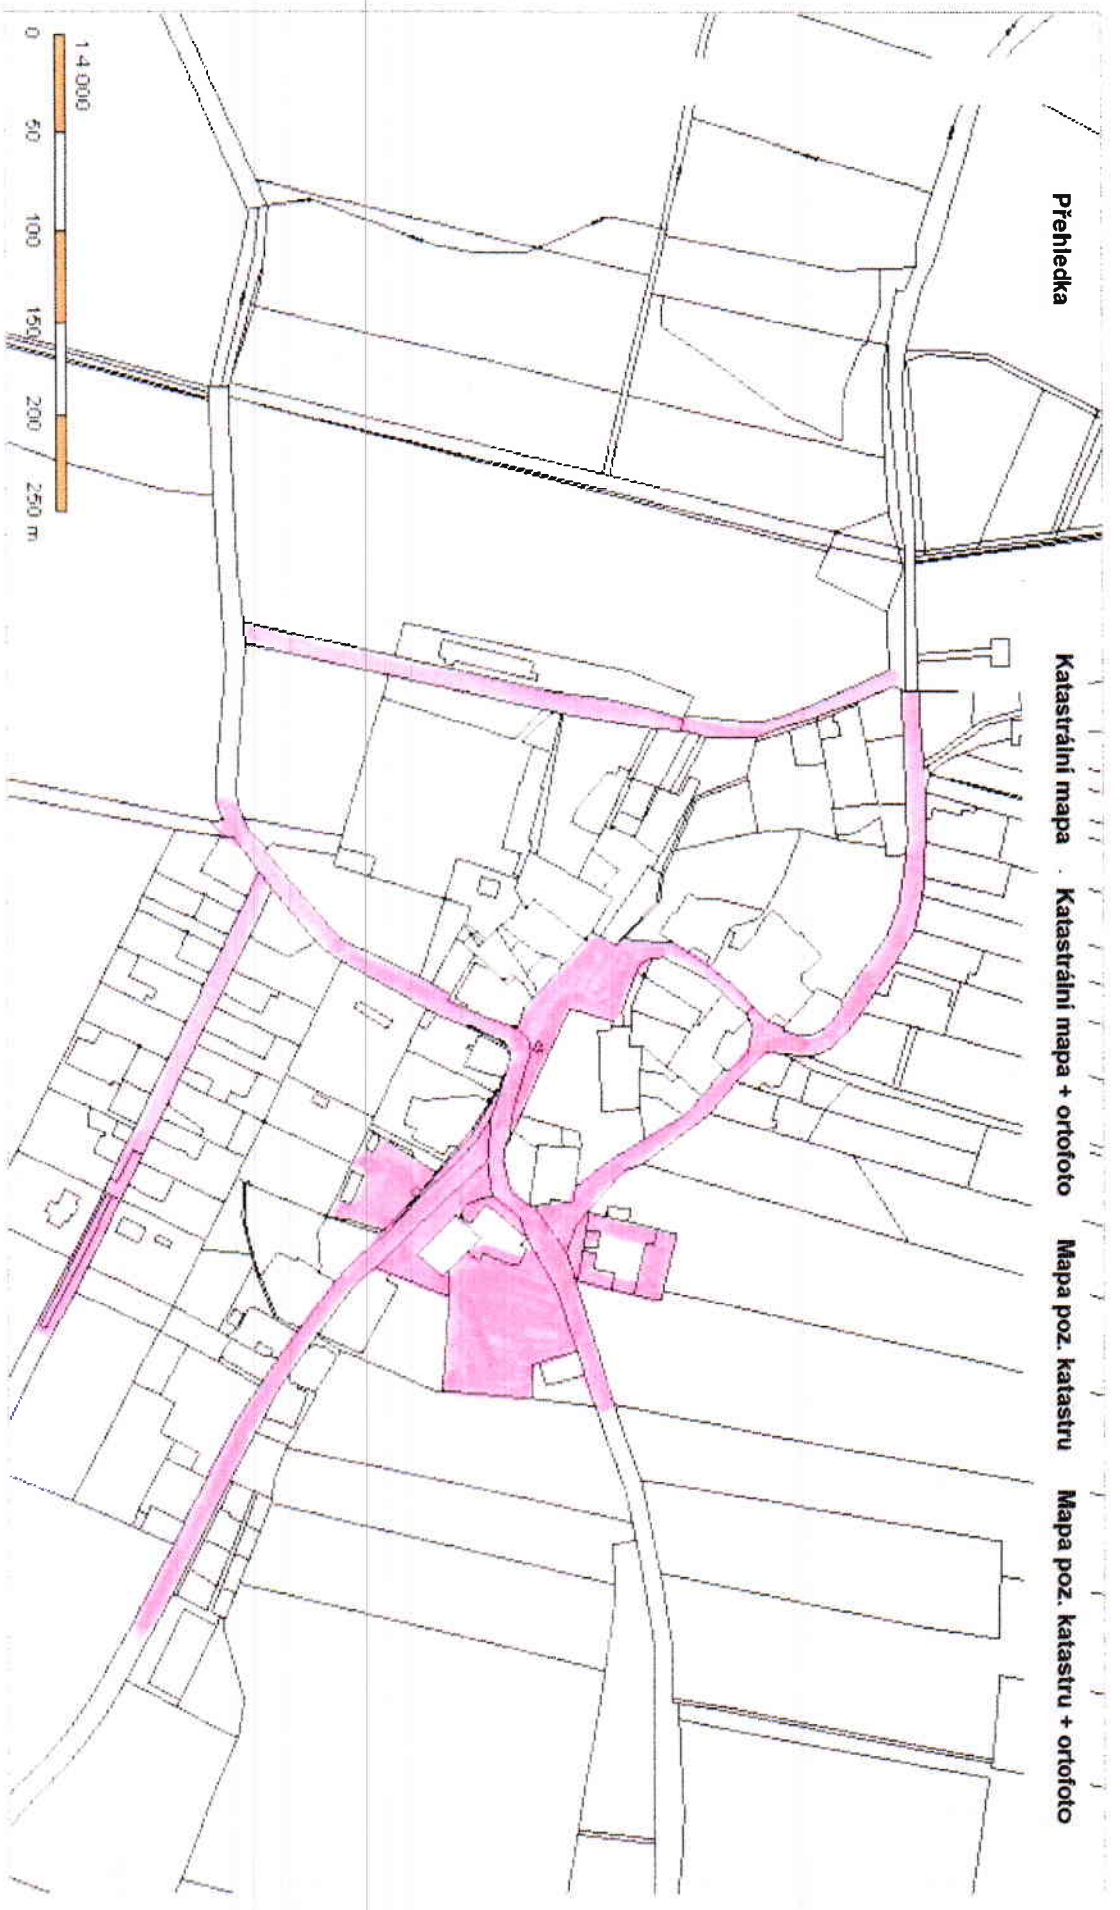 Přehledka
Katastrální mapa
Katastrální mapa + ortofoto
Mapa poz. katastru
Mapa poz. katastru + ortofoto
1:4 000
0 50 100 150 200 250 m